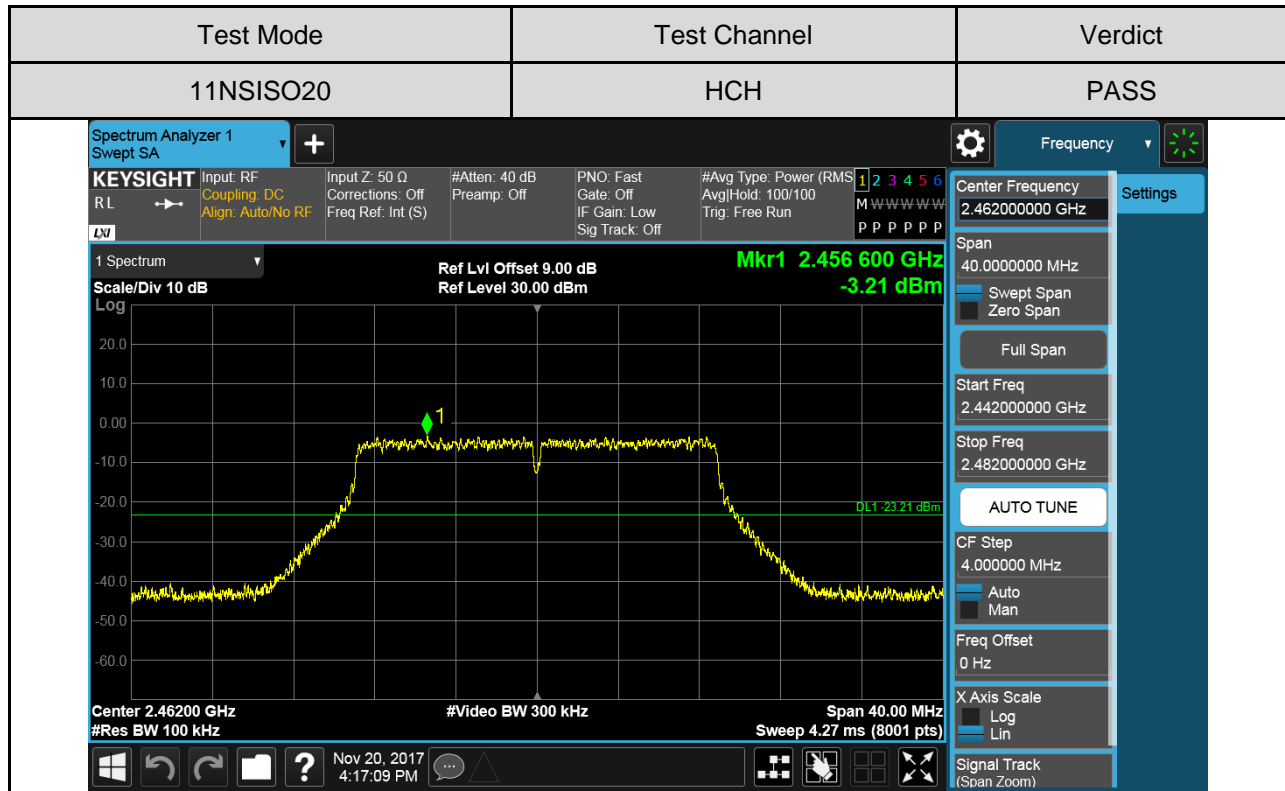 Test Mode Test Channel Verdict
11NSISO20 HCH PASS
Spectrum Analyzer 1
Swept SA
+
Frequency
KEYSIGHT Input: RF Input Z: 50 Ω #Atten: 40 dB PNO: Fast #Avg Type: Power (RMS 1 2 3 4 5 6
RL Coupling: DC Corrections: Off Preamp: Off Gate: Off Avg|Hold: 100/100 M W W W W W
Align: Auto/No RF Freq Ref: Int (S) IF Gain: Low Trig: Free Run
LXI Sig Track: Off P P P P P P
1 Spectrum
Ref Lvl Offset 9.00 dB
Mkr1 2.456 600 GHz
Scale/Div 10 dB Ref Level 30.00 dBm -3.21 dBm
Log
20.0
10.0
0.00
1
-10.0
-20.0
DL1 -23.21 dBm
-30.0
-40.0
-50.0
-60.0
Center 2.46200 GHz #Video BW 300 kHz Span 40.00 MHz
#Res BW 100 kHz Sweep 4.27 ms (8001 pts)
? Nov 20, 2017
4:17:09 PM
Center Frequency
2.462000000 GHz
Settings
Span
40.0000000 MHz
Swept Span
Zero Span
Full Span
Start Freq
2.442000000 GHz
Stop Freq
2.482000000 GHz
AUTO TUNE
CF Step
4.000000 MHz
Auto
Man
Freq Offset
0 Hz
X Axis Scale
Log
Lin
Signal Track
(Span Zoom)